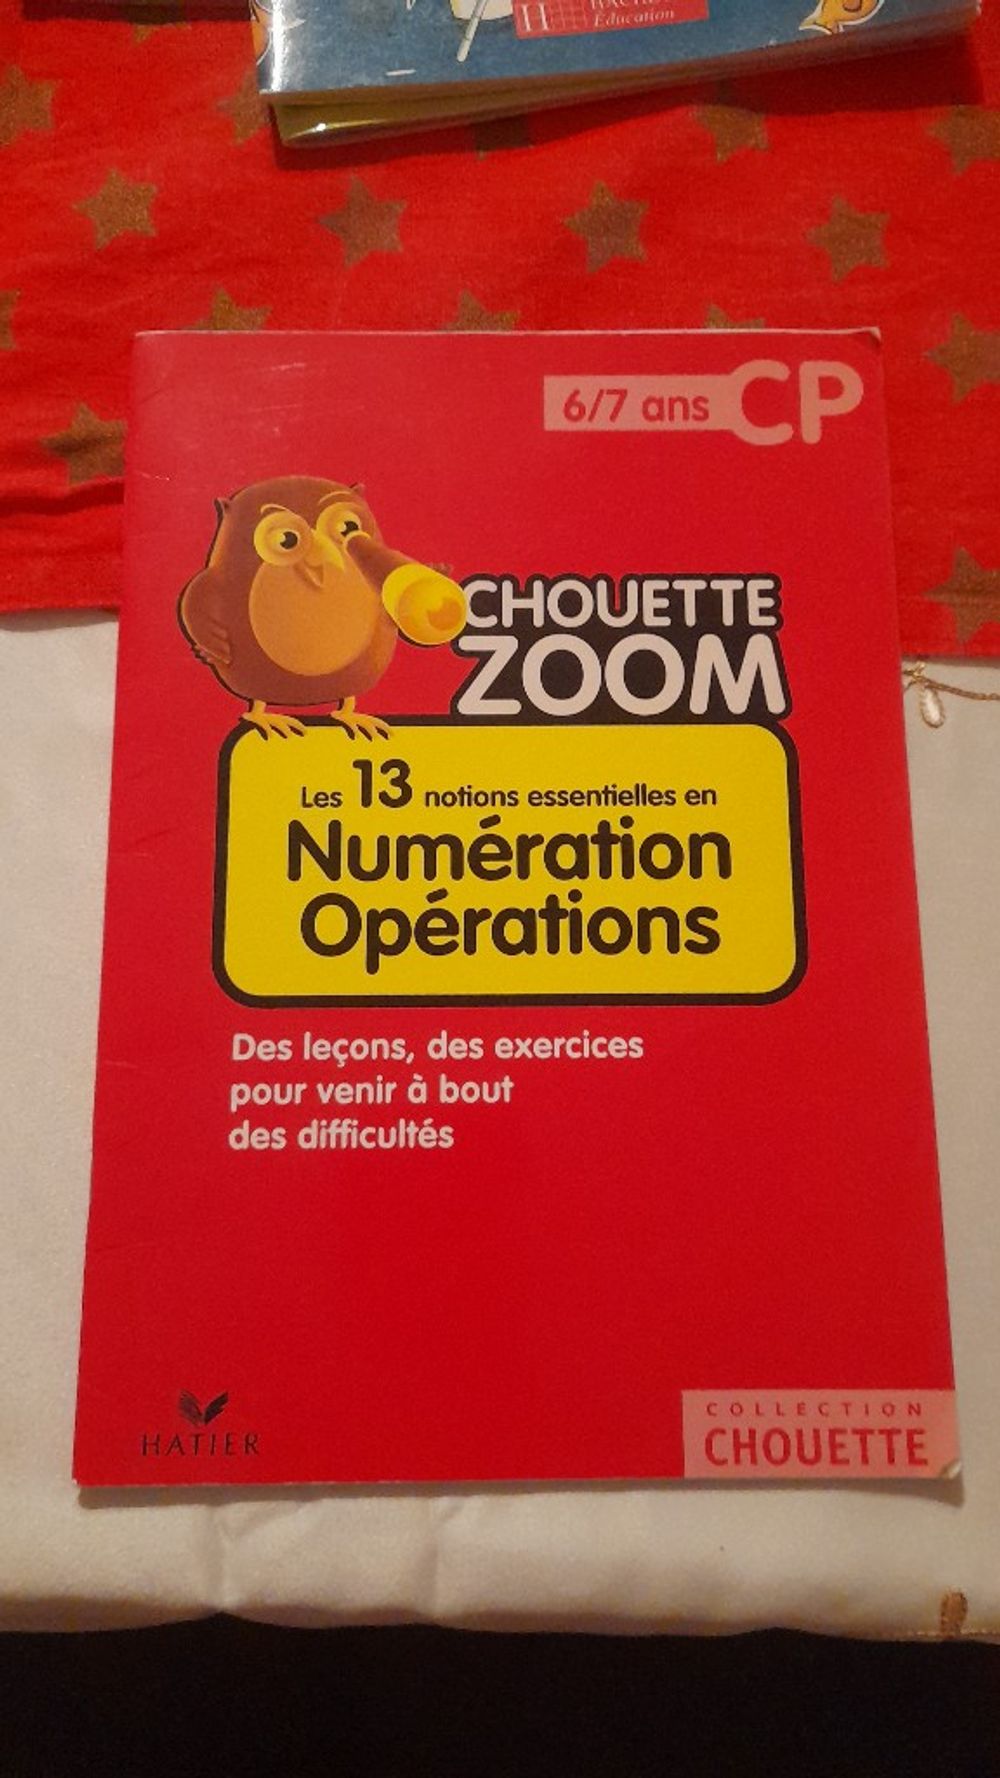 Éducation
6/7 ans CP
CHOUETTE
ZOOM
Les 13 notions essentielles en
Numération
Opérations
Des leçons, des exercices
pour venir à bout
des difficultés
HATIER
COLLECTION
CHOUETTE